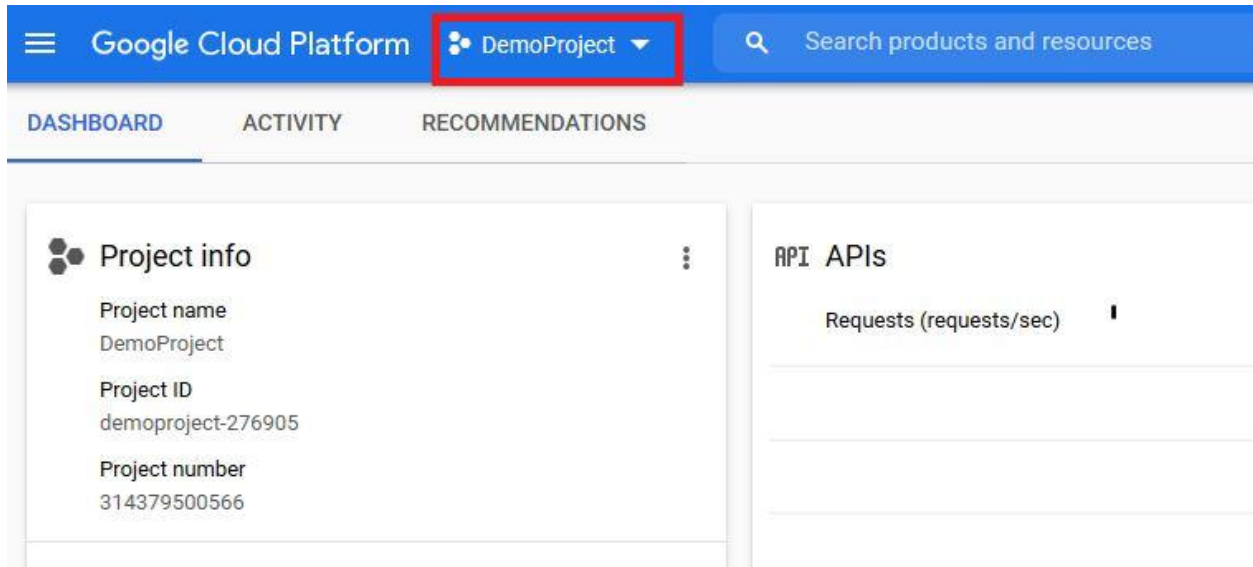 Google Cloud Platform DemoProject Search products and resources
DASHBOARD ACTIVITY RECOMMENDATIONS
Project info
Project name
DemoProject
Project ID
demoproject-276905
Project number
314379500566
API APIs
Requests (requests/sec)